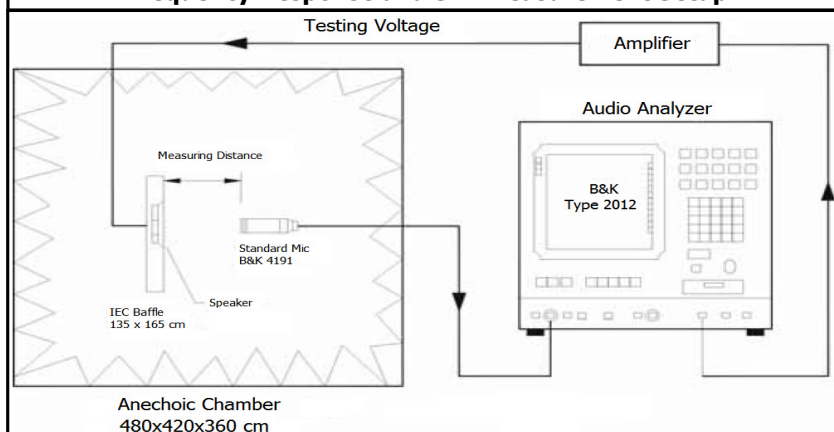 Testing Voltage
Amplifier
Audio Analyzer
Measuring Distance
B&K
Type 2012
Standard Mic
B&K 4191
Speaker
IEC Baffle
135 x 165 cm
Anechoic Chamber
480x420x360 cm